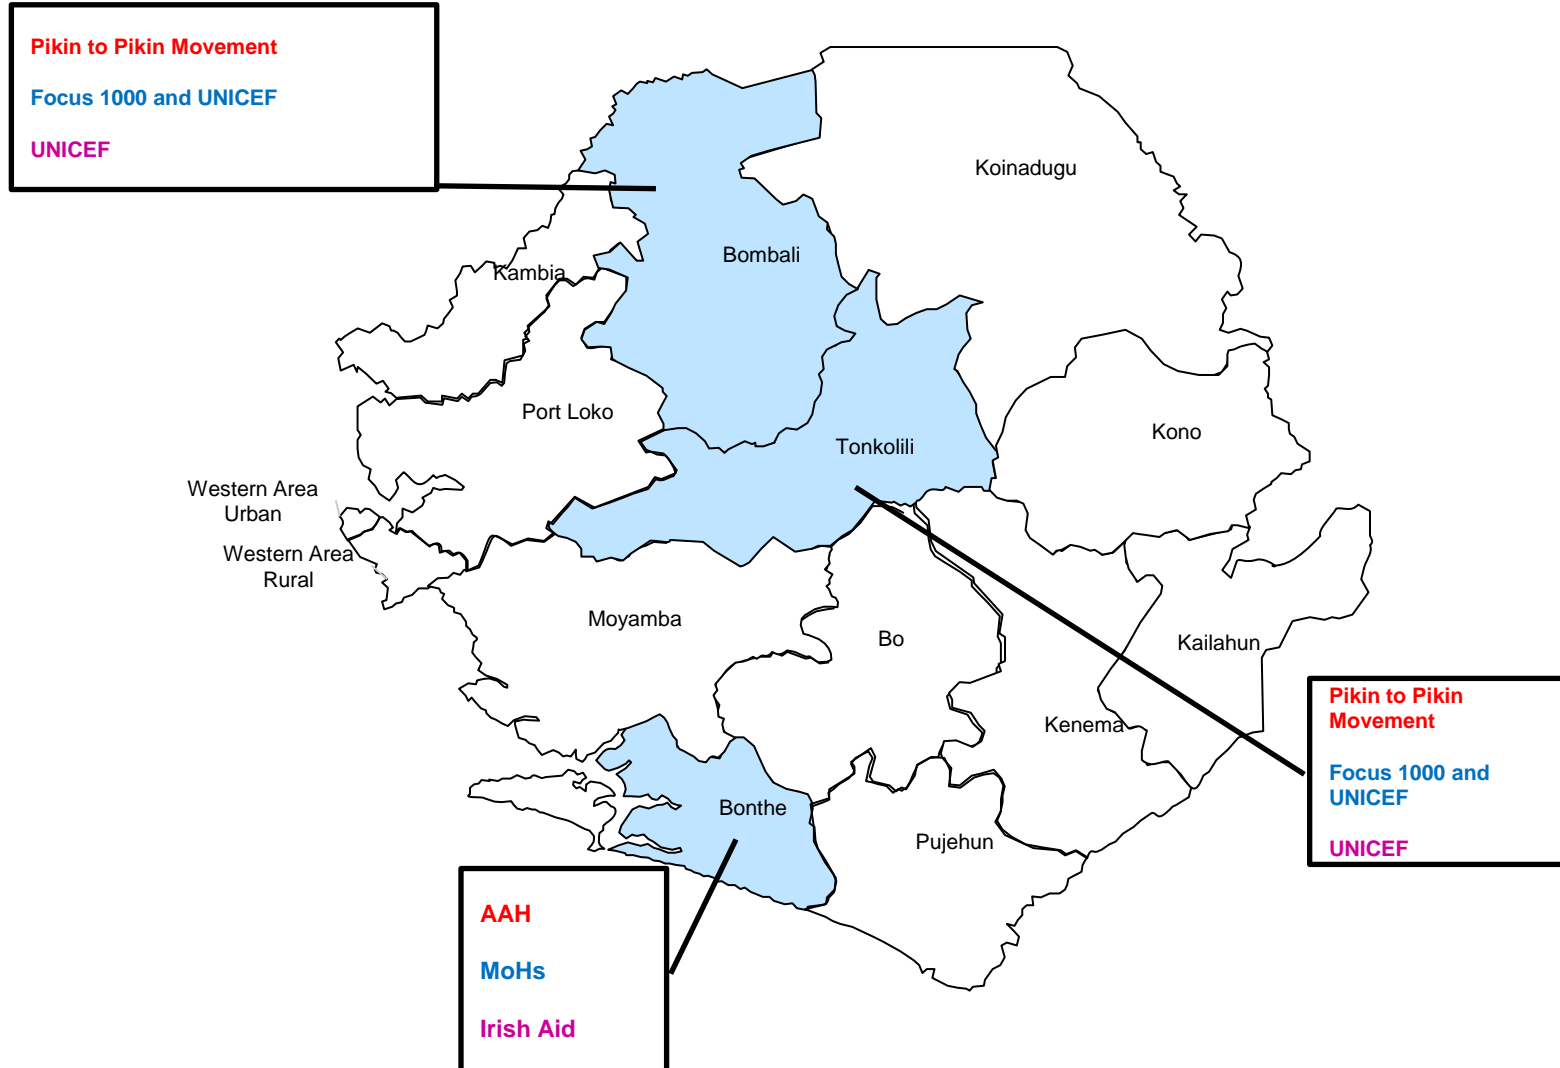 Pikin to Pikin Movement
Focus 1000 and UNICEF
UNICEF
Koinadugu
Bombali
Kambia
Port Loko
Kono
Tonkolili
Western Area
Urban
Western Area
Rural
Moyamba
Bo
Kailahun
Kenema
Bonthe
Pujehun
Pikin to Pikin
Movement
Focus 1000 and
UNICEF
UNICEF
AAH
MoHs
Irish Aid